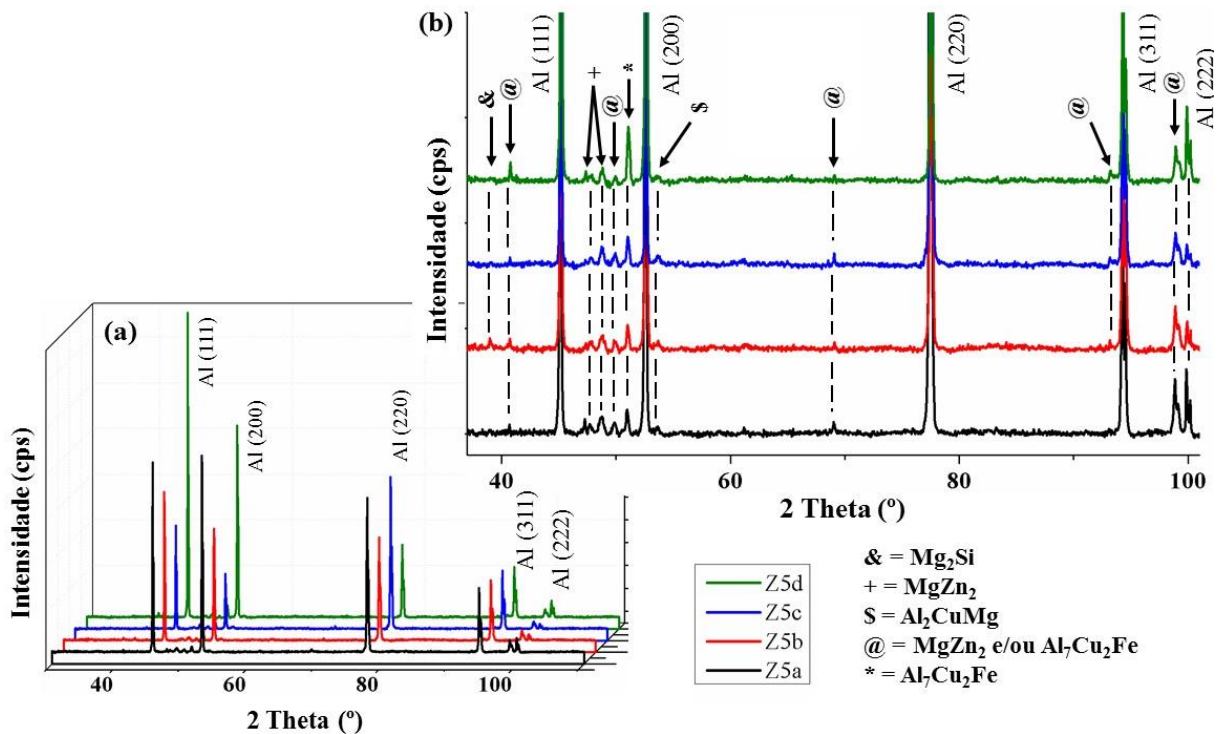 (a)
Intensidade (cps)
Al (111)
Al (200)
Al (220)
Al (311)
Al (222)
40
60
80
100
2 Theta (º)
(b)
Intensidade (cps)
&
@
Al (111)
+
@
*
Al (200)
$
@
Al (220)
@
Al (311)
@
Al (222)
40
60
80
100
2 Theta (º)
Z5d
Z5c
Z5b
Z5a
& = Mg₂Si
+ = MgZn₂
$ = Al₂CuMg
@ = MgZn₂ e/ou Al₇Cu₂Fe
* = Al₇Cu₂Fe